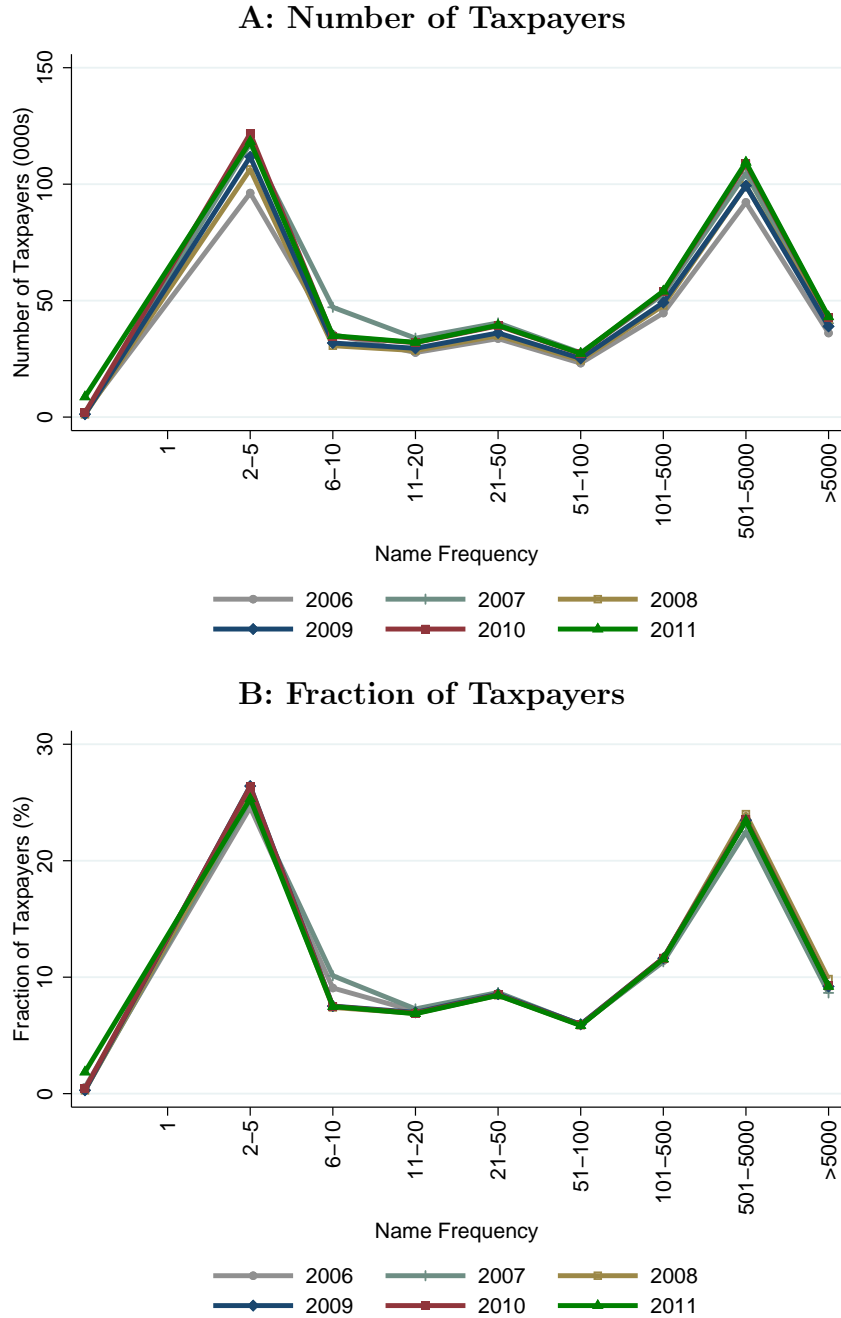 A: Number of Taxpayers
Number of Taxpayers (000s)
150
100
50
0
1
2−5
6−10
11−20
21−50
51−100
101−500
501−5000
>5000
Name Frequency
2006 2007 2008
2009 2010 2011
B: Fraction of Taxpayers
Fraction of Taxpayers (%)
30
20
10
0
1
2−5
6−10
11−20
21−50
51−100
101−500
501−5000
>5000
Name Frequency
2006 2007 2008
2009 2010 2011